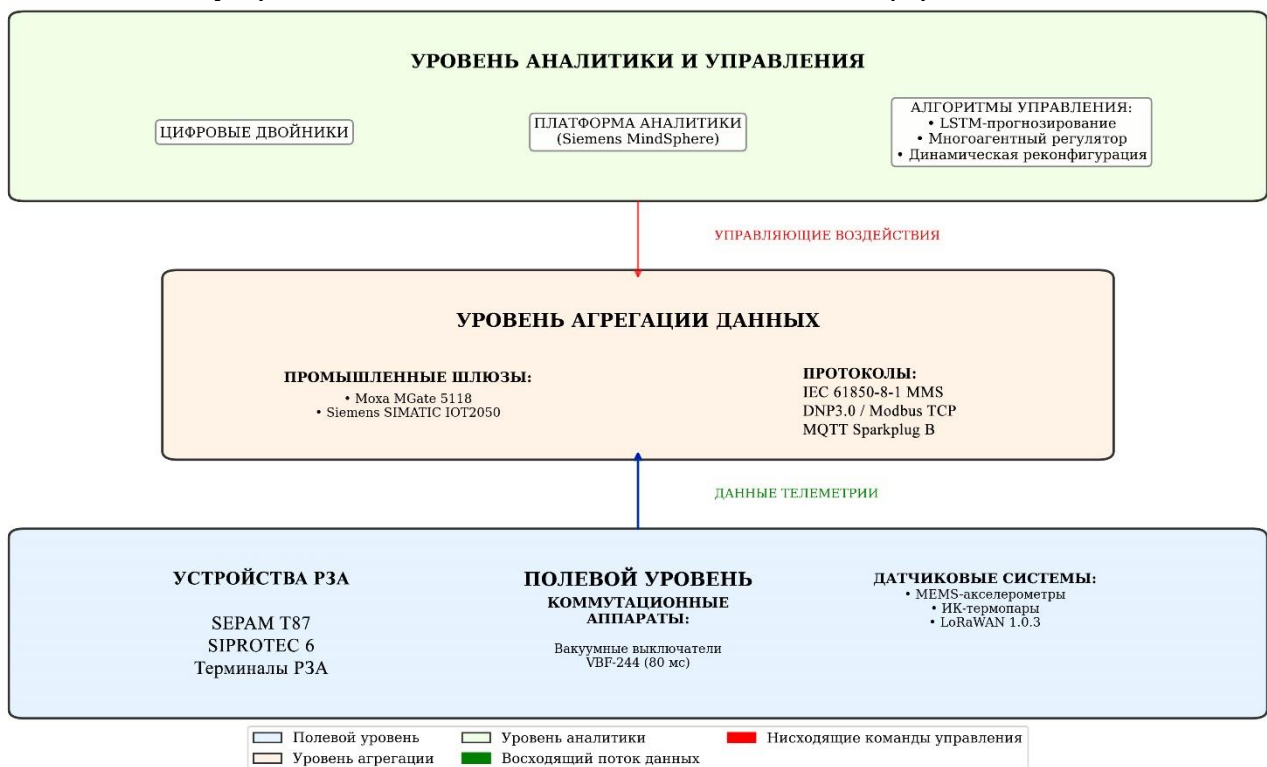 УРОВЕНЬ АНАЛИТИКИ И УПРАВЛЕНИЯ
ЦИФРОВЫЕ ДВОЙНИКИ
ПЛАТФОРМА АНАЛИТИКИ
(Siemens MindSphere)
АЛГОРИТМЫ УПРАВЛЕНИЯ:
• LSTM-прогнозирование
• Многоагентный регулятор
• Динамическая реконфигурация
УПРАВЛЯЮЩИЕ ВОЗДЕЙСТВИЯ
УРОВЕНЬ АГРЕГАЦИИ ДАННЫХ
ПРОМЫШЛЕННЫЕ ШЛЮЗЫ:
• Moxa MGate 5118
• Siemens SIMATIC IOT2050
ПРОТОКОЛЫ:
IEC 61850-8-1 MMS
DNP3.0 / Modbus TCP
MQTT Sparkplug B
ДАННЫЕ ТЕЛЕМЕТРИИ
УСТРОЙСТВА РЗА
SEPAM T87
SIPROTEC 6
Терминалы РЗА
ПОЛЕВОЙ УРОВЕНЬ
КОММУТАЦИОННЫЕ
АППАРАТЫ:
Вакуумные выключатели
VBF-244 (80 мс)
ДАТЧИКОВЫЕ СИСТЕМЫ:
• MEMS-акселерометры
• ИК-термопары
• LoRaWAN 1.0.3
Полевой уровень
Уровень агрегации
Уровень аналитики
Восходящий поток данных
Нисходящие команды управления